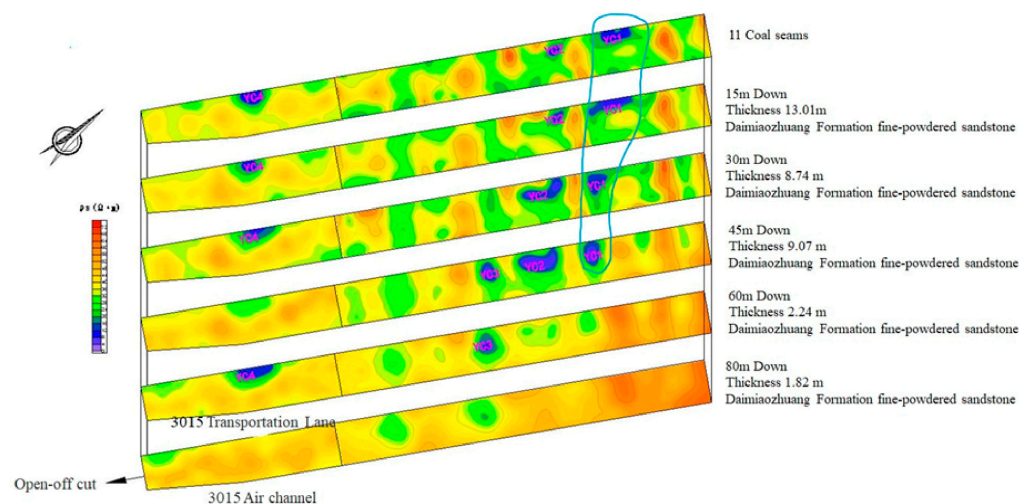 11 Coal seams
YC4
YC2
YC1
15m Down
Thickness 13.01m
Daimiaozhuang Formation fine-powdered sandstone
YC4
YC2
YC1
30m Down
Thickness 8.74 m
Daimiaozhuang Formation fine-powdered sandstone
YC4
YC2
YC1
45m Down
Thickness 9.07 m
Daimiaozhuang Formation fine-powdered sandstone
YC3
YC2
YC1
60m Down
Thickness 2.24 m
Daimiaozhuang Formation fine-powdered sandstone
YC4
YC3
80m Down
Thickness 1.82 m
Daimiaozhuang Formation fine-powdered sandstone
ρs (Ω·m)
3015 Transportation Lane
Open-off cut
3015 Air channel